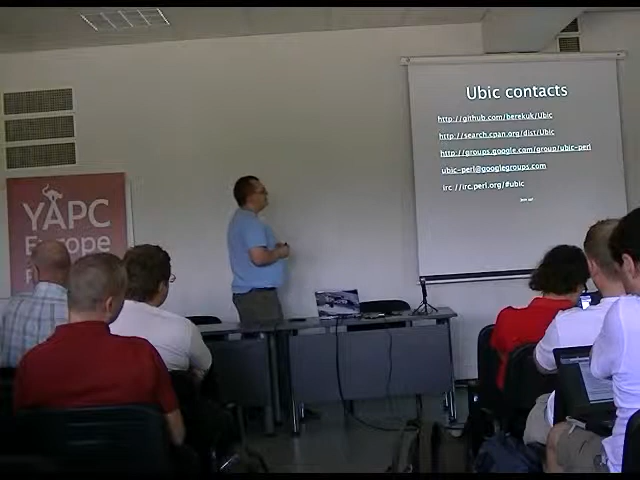 Ubic contacts
http://github.com/berekuk/Ubic
http://search.cpan.org/dist/Ubic
http://groups.google.com/group/ubic-perl
ubic-perl@googlegroups.com
irc://irc.perl.org/#ubic
YAPC
Europe